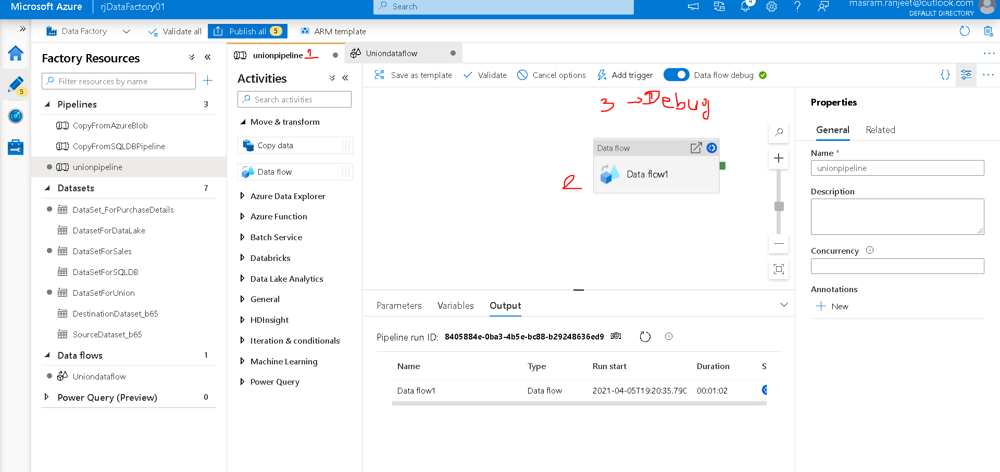 Microsoft Azure
rjDataFactory01
Search
4
masram.ranjeet@outlook.com
DEFAULT DIRECTORY
Data Factory
Validate all
Publish all 5
ARM template
5
Factory Resources
Filter resources by name
Pipelines 3
CopyFromAzureBlob
CopyFromSQLDBPipeline
unionpipeline
Datasets 7
DataSet_ForPurchaseDetails
DatasetForDataLake
DataSetForSales
DataSetForSQLDB
DataSetForUnion
DestinationDataset_b65
SourceDataset_b65
Data flows 1
Uniondataflow
Power Query (Preview) 0
unionpipeline 1
Uniondataflow
Activities
Search activities
Move & transform
Copy data
Data flow
Azure Data Explorer
Azure Function
Batch Service
Databricks
Data Lake Analytics
General
HDInsight
Iteration & conditionals
Machine Learning
Power Query
Save as template
Validate
Cancel options
Add trigger
Data flow debug
3 → Debug
Data flow
Data flow1
2
Parameters
Variables
Output
Pipeline run ID: 8405884e-0ba3-4b5e-bc88-b29248636ed9
Name Type Run start Duration S
Data flow1 Data flow 2021-04-05T19:20:35.790 00:01:02
Properties
General
Related
Name *
unionpipeline
Description
Concurrency
Annotations
New